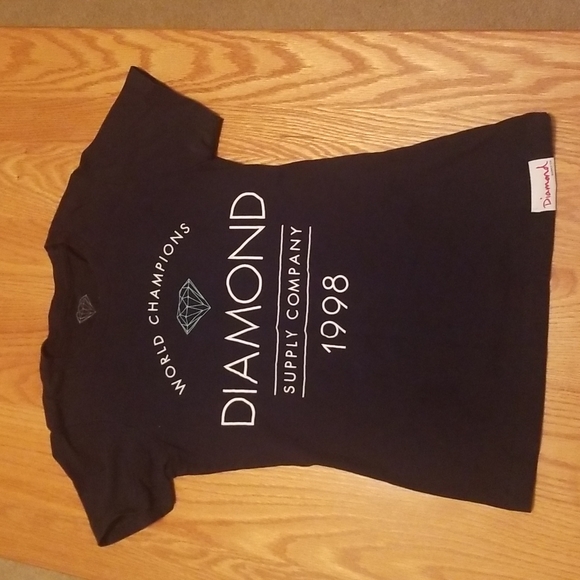 WORLD CHAMPIONS
DIAMOND
SUPPLY COMPANY
1998
Diamond